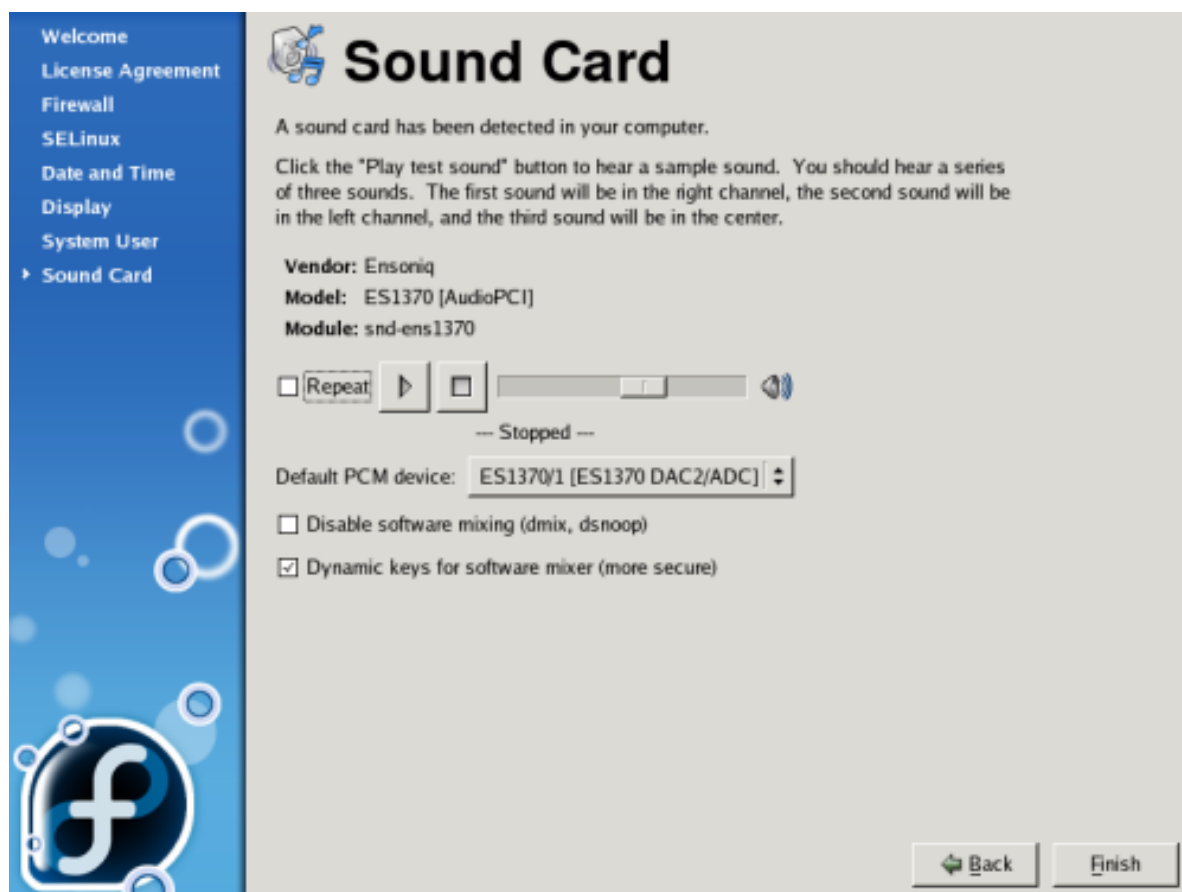 Welcome
License Agreement
Firewall
SELinux
Date and Time
Display
System User
Sound Card
Sound Card
A sound card has been detected in your computer.
Click the "Play test sound" button to hear a sample sound. You should hear a series
of three sounds. The first sound will be in the right channel, the second sound will be
in the left channel, and the third sound will be in the center.
Vendor: Ensoniq
Model: ES1370 [AudioPCI]
Module: snd-ens1370
Repeat
--- Stopped ---
Default PCM device: ES1370/1 [ES1370 DAC2/ADC]
Disable software mixing (dmix, dsnoop)
Dynamic keys for software mixer (more secure)
Back Finish